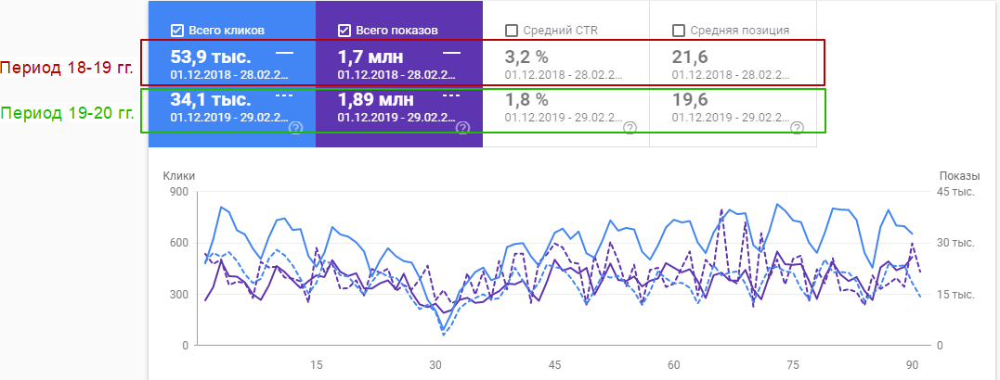 Всего кликов
Всего показов
Средний CTR
Средняя позиция
Период 18-19 гг.
53,9 тыс.
1,7 млн
3,2 %
21,6
01.12.2018 - 28.02.2...
01.12.2018 - 28.02.2...
01.12.2018 - 28.02.2...
01.12.2018 - 28.02.2...
Период 19-20 гг.
34,1 тыс.
1,89 млн
1,8 %
19,6
01.12.2019 - 29.02.2...
01.12.2019 - 29.02.2...
01.12.2019 - 29.02.2...
01.12.2019 - 29.02.2...
Клики
Показы
900
45 тыс.
600
30 тыс.
300
15 тыс.
0
0
15
30
45
60
75
90